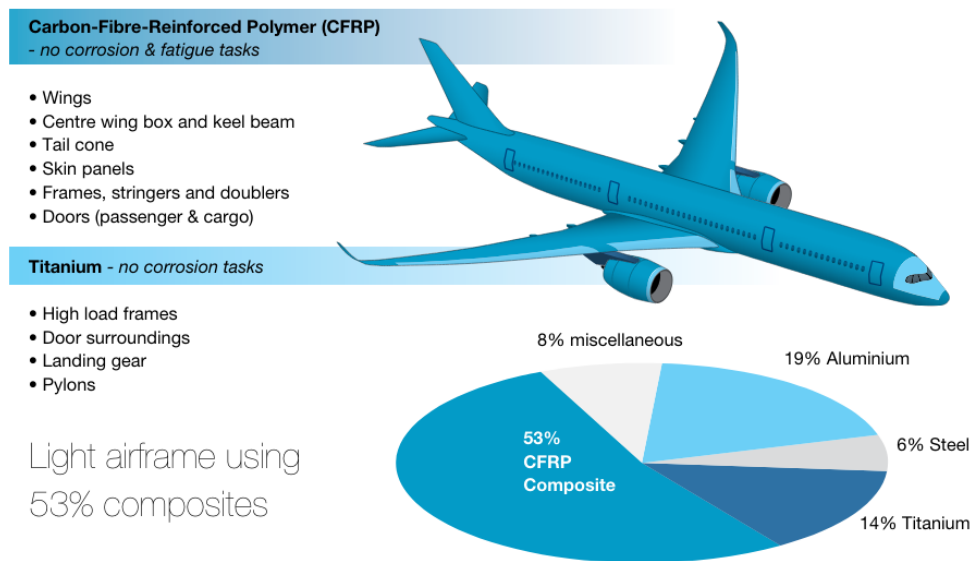 Carbon-Fibre-Reinforced Polymer (CFRP)
- no corrosion & fatigue tasks
• Wings
• Centre wing box and keel beam
• Tail cone
• Skin panels
• Frames, stringers and doublers
• Doors (passenger & cargo)
Titanium - no corrosion tasks
• High load frames
• Door surroundings
• Landing gear
• Pylons
Light airframe using
53% composites
8% miscellaneous
19% Aluminium
53%
CFRP
Composite
6% Steel
14% Titanium